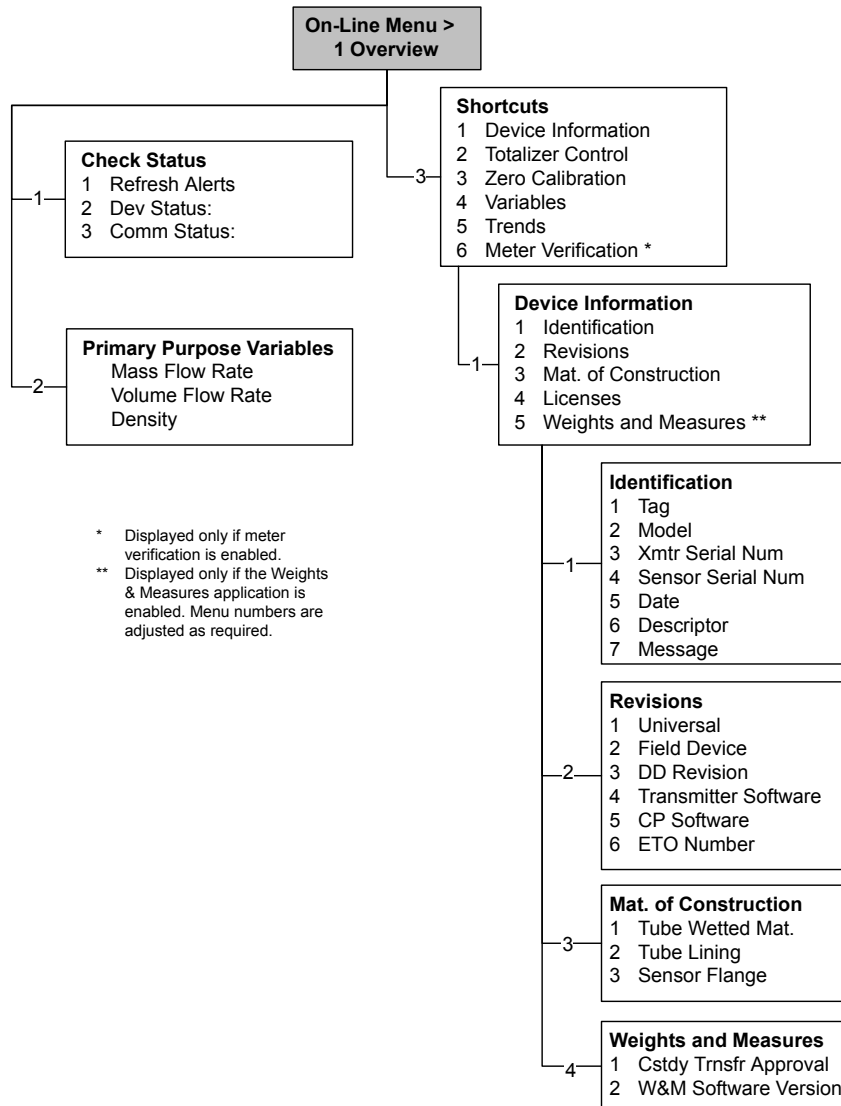 On-Line Menu >
1 Overview
Check Status
1 Refresh Alerts
2 Dev Status:
3 Comm Status:
1
Primary Purpose Variables
Mass Flow Rate
Volume Flow Rate
Density
2
* Displayed only if meter
verification is enabled.
** Displayed only if the Weights
& Measures application is
enabled. Menu numbers are
adjusted as required.
Shortcuts
1 Device Information
2 Totalizer Control
3 Zero Calibration
4 Variables
5 Trends
6 Meter Verification *
3
Device Information
1 Identification
2 Revisions
3 Mat. of Construction
4 Licenses
5 Weights and Measures **
1
Identification
1 Tag
2 Model
3 Xmtr Serial Num
4 Sensor Serial Num
5 Date
6 Descriptor
7 Message
1
Revisions
1 Universal
2 Field Device
3 DD Revision
4 Transmitter Software
5 CP Software
6 ETO Number
2
Mat. of Construction
1 Tube Wetted Mat.
2 Tube Lining
3 Sensor Flange
3
Weights and Measures
1 Cstdy Trnsfr Approval
2 W&M Software Version
4